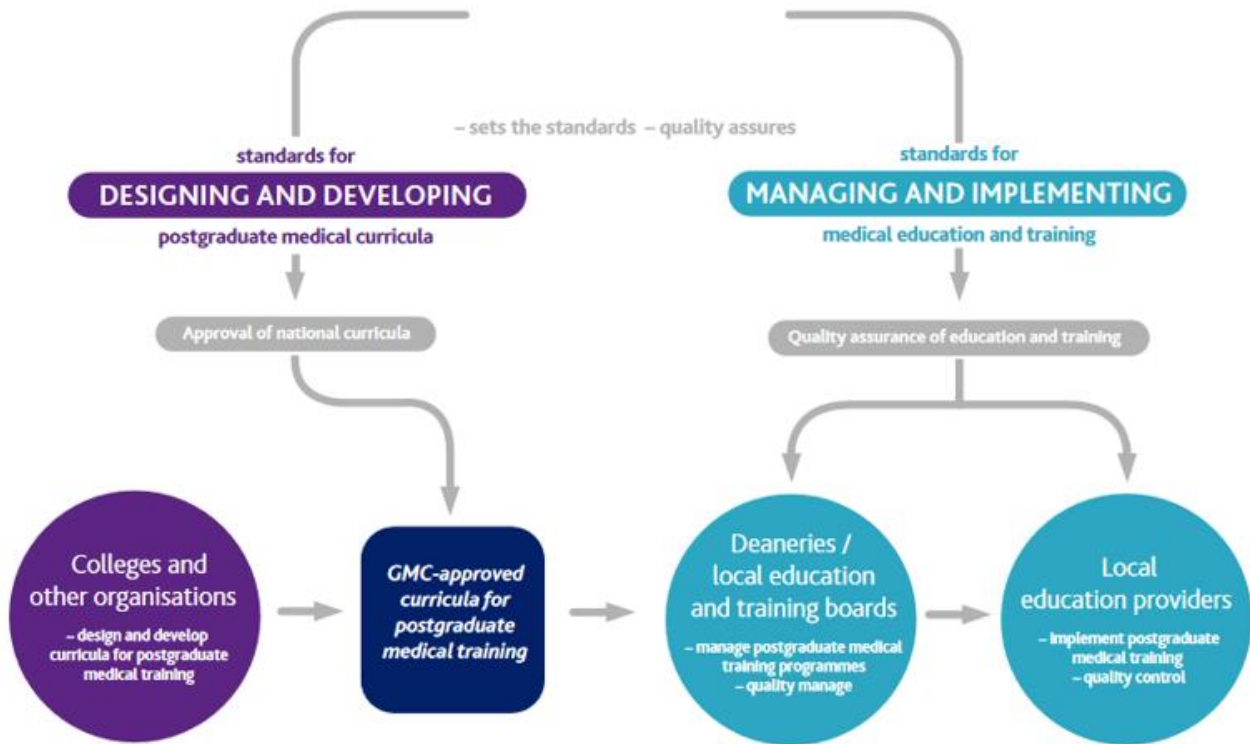 – sets the standards – quality assures
standards for
DESIGNING AND DEVELOPING
postgraduate medical curricula
standards for
MANAGING AND IMPLEMENTING
medical education and training
Approval of national curricula
Quality assurance of education and training
Colleges and
other organisations
– design and develop
curricula for postgraduate
medical training
GMC-approved
curricula for
postgraduate
medical training
Deaneries /
local education
and training boards
– manage postgraduate medical
training programmes
– quality manage
Local
education providers
– implement postgraduate
medical training
– quality control